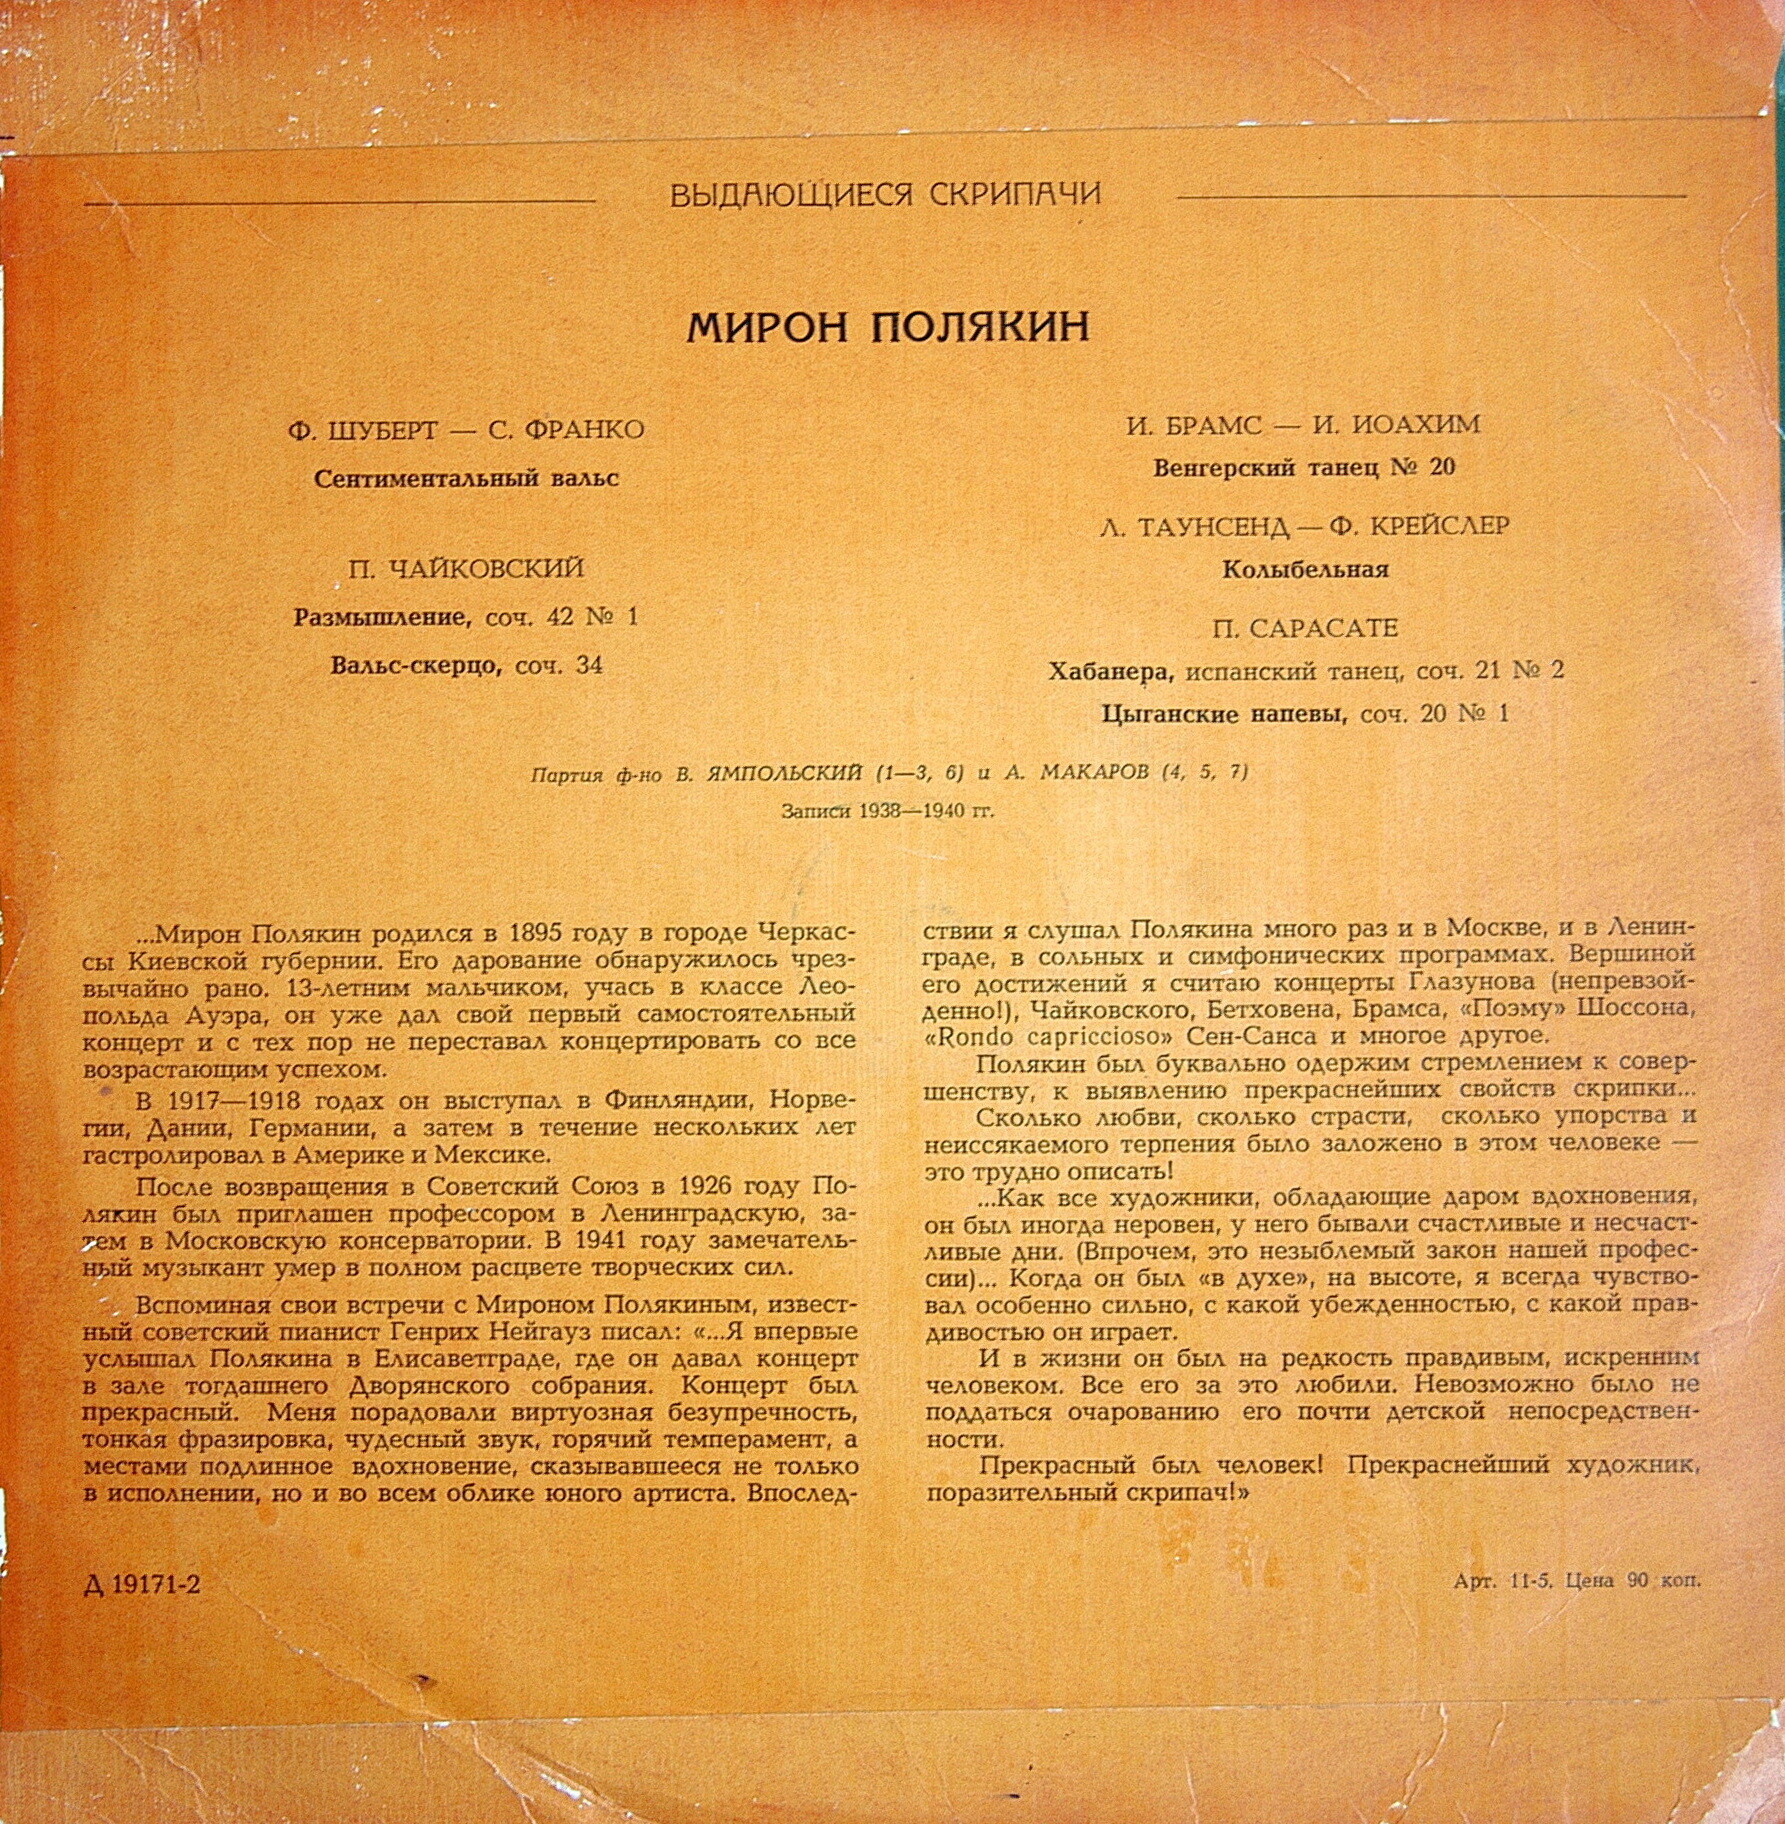 ВЫДАЮЩИЕСЯ СКРИПАЧИ
МИРОН ПОЛЯКИН
Ф. ШУБЕРТ — С. ФРАНКО
Сентиментальный вальс
П. ЧАЙКОВСКИЙ
Размышление, соч. 42 № 1
Вальс-скерцо, соч. 34
И. БРАМС — И. ИОАХИМ
Венгерский танец № 20
Л. ТАУНСЕНД — Ф. КРЕЙСЛЕР
Колыбельная
П. САРАСАТЕ
Хабанера, испанский танец, соч. 21 № 2
Цыганские напевы, соч. 20 № 1
Партия ф-но В. ЯМПОЛЬСКИЙ (1—3, 6) и А. МАКАРОВ (4, 5, 7)
Записи 1938—1940 гг.
...Мирон Полякин родился в 1895 году в городе Черкас-
сы Киевской губернии. Его дарование обнаружилось чрез-
вычайно рано. 13-летним мальчиком, учась в классе Лео-
польда Ауэра, он уже дал свой первый самостоятельный
концерт и с тех пор не переставал концертировать со все
возрастающим успехом.
В 1917—1918 годах он выступал в Финляндии, Норве-
гии, Дании, Германии, а затем в течение нескольких лет
гастролировал в Америке и Мексике.
После возвращения в Советский Союз в 1926 году По-
лякин был приглашен профессором в Ленинградскую, за-
тем в Московскую консерватории. В 1941 году замечатель-
ный музыкант умер в полном расцвете творческих сил.
Вспоминая свои встречи с Мироном Полякиным, извест-
ный советский пианист Генрих Нейгауз писал: «...Я впервые
услышал Полякина в Елисаветграде, где он давал концерт
в зале тогдашнего Дворянского собрания. Концерт был
прекрасный. Меня порадовали виртуозная безупречность,
тонкая фразировка, чудесный звук, горячий темперамент, а
местами подлинное вдохновение, сказывавшееся не только
в исполнении, но и во всем облике юного артиста. Впослед-
ствии я слушал Полякина много раз и в Москве, и в Ленин-
граде, в сольных и симфонических программах. Вершиной
его достижений я считаю концерты Глазунова (непревзой-
денно!), Чайковского, Бетховена, Брамса, «Поэму» Шоссона,
«Rondo capriccioso» Сен-Санса и многое другое.
Полякин был буквально одержим стремлением к совер-
шенству, к выявлению прекраснейших свойств скрипки...
Сколько любви, сколько страсти, сколько упорства и
неиссякаемого терпения было заложено в этом человеке —
это трудно описать!
...Как все художники, обладающие даром вдохновения,
он был иногда неровен, у него бывали счастливые и несчаст-
ливые дни. (Впрочем, это незыблемый закон нашей профес-
сии)... Когда он был «в духе», на высоте, я всегда чувство-
вал особенно сильно, с какой убежденностью, с какой прав-
дивостью он играет.
И в жизни он был на редкость правдивым, искренним
человеком. Все его за это любили. Невозможно было не
поддаться очарованию его почти детской непосредствен-
ности.
Прекрасный был человек! Прекраснейший художник,
поразительный скрипач!»
Д 19171-2
Арт. 11-5. Цена 90 коп.